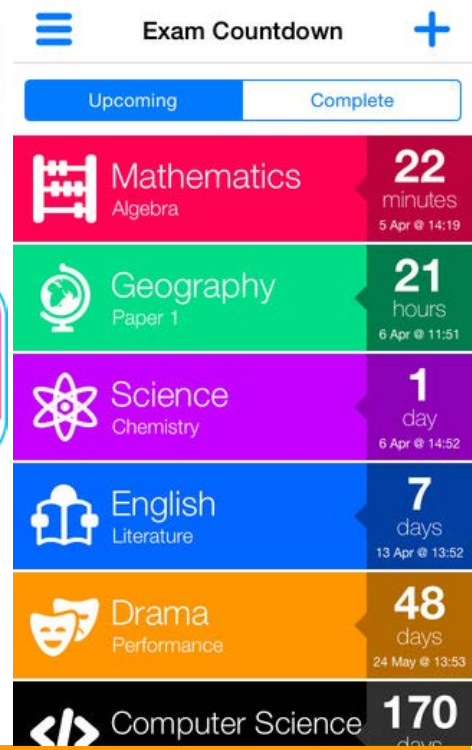 Exam Countdown
Upcoming
Complete
Mathematics
Algebra
22
minutes
5 Apr @ 14:19
Geography
Paper 1
21
hours
6 Apr @ 11:51
Science
Chemistry
1
day
6 Apr @ 14:52
English
Literature
7
days
13 Apr @ 13:52
Drama
Performance
48
days
24 May @ 13:53
Computer Science
170
days